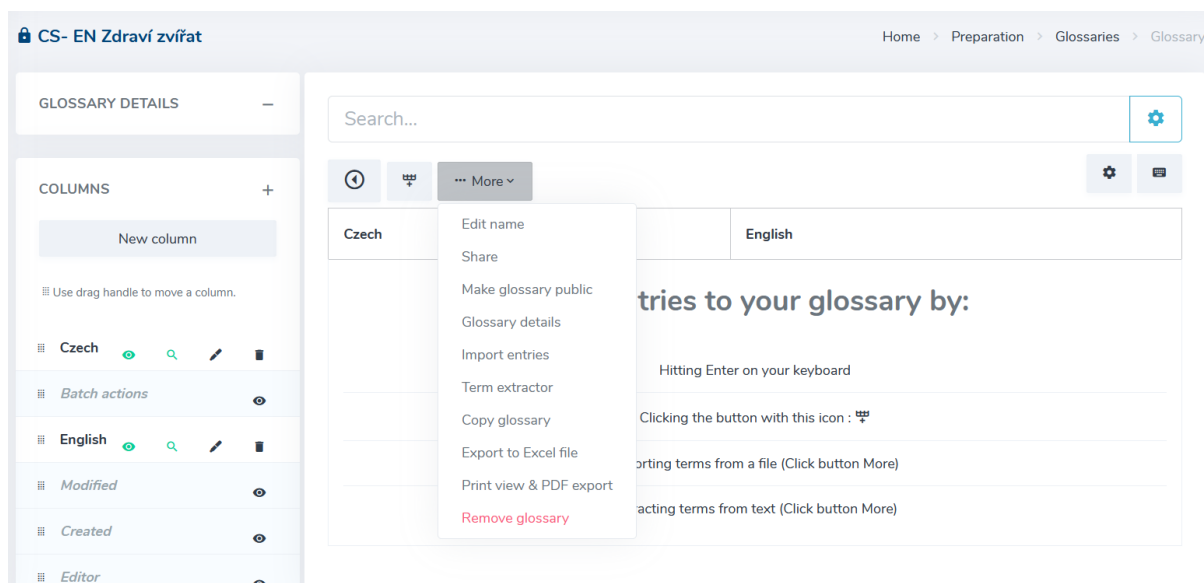 CS- EN Zdraví zvířat
Home > Preparation > Glossaries > Glossary
GLOSSARY DETAILS
COLUMNS
New column
Use drag handle to move a column.
Czech
Batch actions
English
Modified
Created
Editor
Search...
More
Edit name
Share
Make glossary public
Glossary details
Import entries
Term extractor
Copy glossary
Export to Excel file
Print view & PDF export
Remove glossary
Czech
English
tries to your glossary by:
Hitting Enter on your keyboard
Clicking the button with this icon :
orting terms from a file (Click button More)
acting terms from text (Click button More)